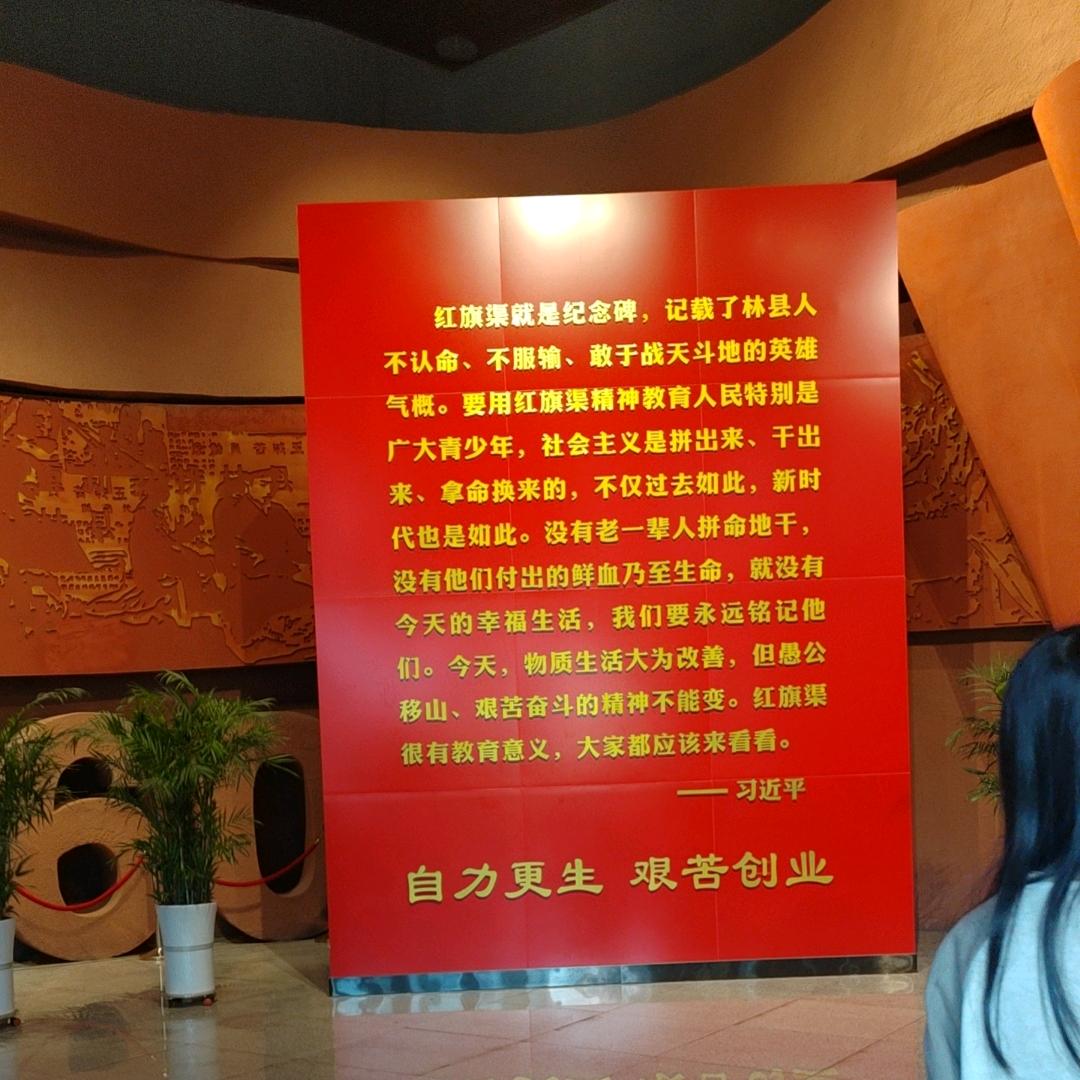 红旗渠就是纪念碑，记载了林县人
不认命、不服输、敢于战天斗地的英雄
气概。要用红旗渠精神教育人民特别是
广大青少年，社会主义是拼出来、干出
来、拿命换来的，不仅过去如此，新时
代也是如此。没有老一辈人拼命地干，
没有他们付出的鲜血乃至生命，就没有
今天的幸福生活，我们要永远铭记他
们。今天，物质生活大为改善，但愚公
移山、艰苦奋斗的精神不能变。红旗渠
很有教育意义，大家都应该来看看。
—— 习近平
自力更生 艰苦创业